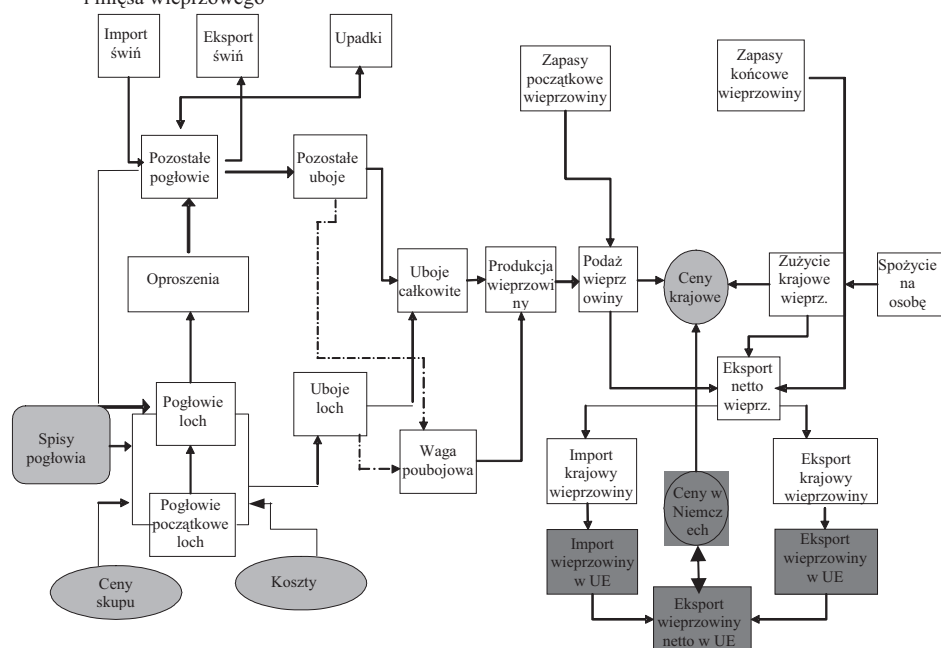 i mięsa wieprzowego
Import
świń
Eksport
świń
Upadki
Zapasy
początkowe
wieprzowiny
Zapasy
końcowe
wieprzowiny
Pozostałe
pogłowie
Pozostałe
uboje
Oproszenia
Uboje
całkowite
Produkcja
wieprzowi
ny
Podaż
wieprz
owiny
Ceny
krajowe
Zużycie
krajowe
wieprz.
Spożycie
na
osobę
Eksport
netto
wieprz.
Pogłowie
loch
Uboje
loch
Spisy
pogłowia
Waga
poubojowa
Import
krajowy
wieprzowiny
Ceny w
Niemcz
ech
Eksport
krajowy
wieprzowiny
Pogłowie
początkowe
loch
Import
wieprzowiny
w UE
Eksport
wieprzowiny
w UE
Ceny
skupu
Koszty
Eksport
wieprzowiny
netto w UE